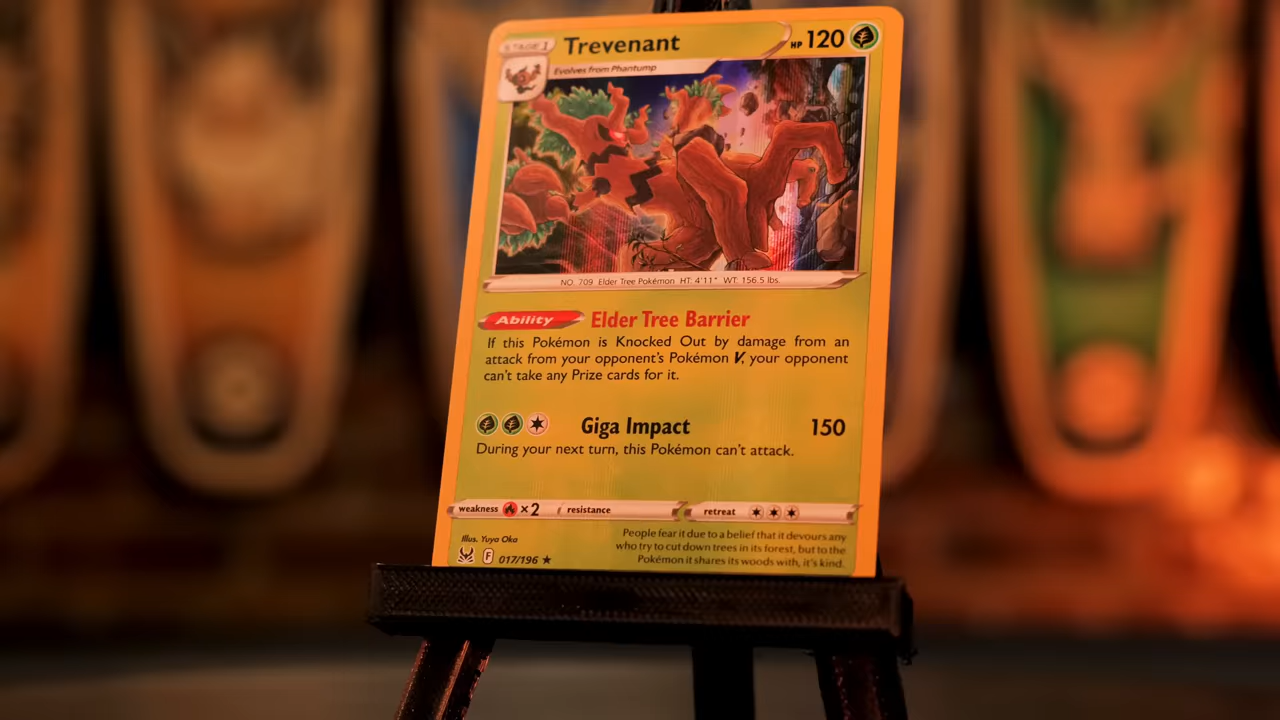 STAGE 1
Trevenant
HP 120
Evolves from Phantump
NO. 709 Elder Tree Pokémon HT: 4'11" WT: 156.5 lbs.
Ability Elder Tree Barrier
If this Pokémon is Knocked Out by damage from an
attack from your opponent's Pokémon V, your opponent
can't take any Prize cards for it.
Giga Impact 150
During your next turn, this Pokémon can't attack.
weakness ×2 resistance retreat
Illus. Yuya Oka
F 017/196
People fear it due to a belief that it devours any
who try to cut down trees in its forest, but to the
Pokémon it shares its woods with, it's kind.